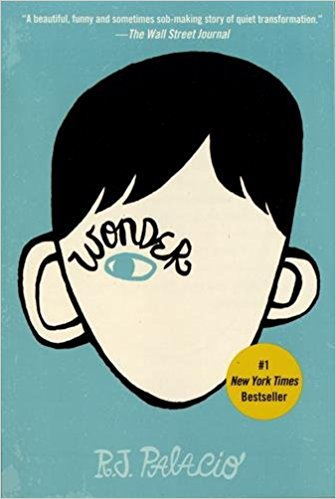 “A beautiful, funny and sometimes sob-making story of quiet transformation.”
—The Wall Street Journal
WONDER
#1
New York Times
Bestseller
R.J. PALACIO